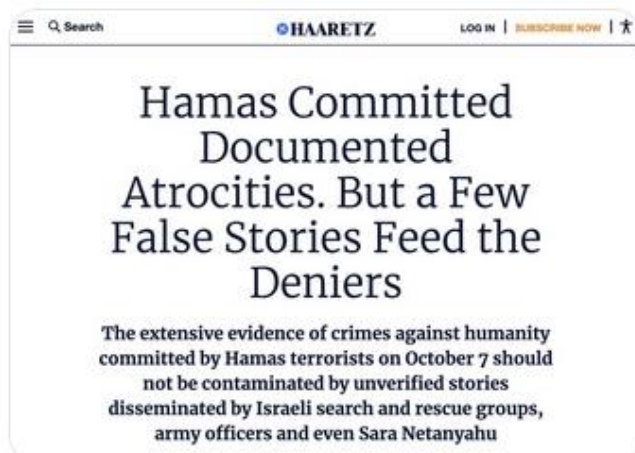 Search HAARETZ LOG IN | SUBSCRIBE NOW |
Hamas Committed
Documented
Atrocities. But a Few
False Stories Feed the
Deniers
The extensive evidence of crimes against humanity
committed by Hamas terrorists on October 7 should
not be contaminated by unverified stories
disseminated by Israeli search and rescue groups,
army officers and even Sara Netanyahu